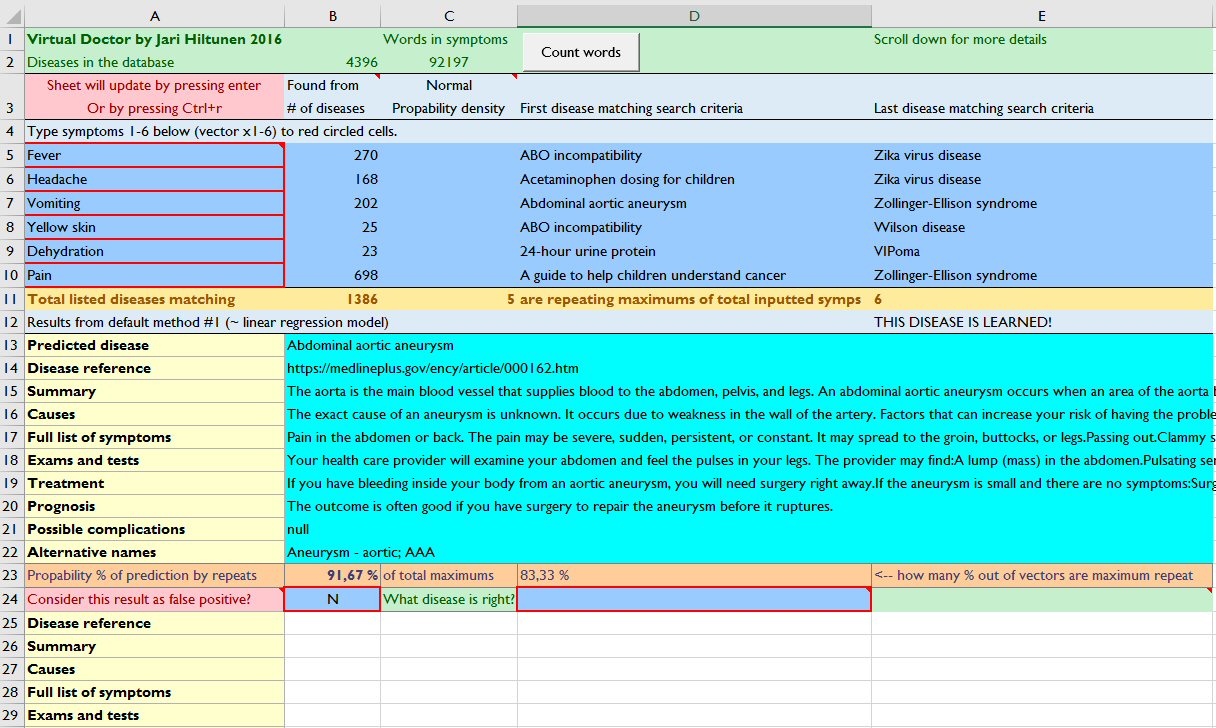 A B C D E
1 Virtual Doctor by Jari Hiltunen 2016 Words in symptoms Count words Scroll down for more details
2 Diseases in the database 4396 92197
Sheet will update by pressing enter Found from Normal
3 Or by pressing Ctrl+r # of diseases Propability density First disease matching search criteria Last disease matching search criteria
4 Type symptoms 1-6 below (vector x1-6) to red circled cells.
5 Fever 270 ABO incompatibility Zika virus disease
6 Headache 168 Acetaminophen dosing for children Zika virus disease
7 Vomiting 202 Abdominal aortic aneurysm Zollinger-Ellison syndrome
8 Yellow skin 25 ABO incompatibility Wilson disease
9 Dehydration 23 24-hour urine protein VIPoma
10 Pain 698 A guide to help children understand cancer Zollinger-Ellison syndrome
11 Total listed diseases matching 1386 5 are repeating maximums of total inputted symps 6
12 Results from default method #1 (~ linear regression model) THIS DISEASE IS LEARNED!
13 Predicted disease Abdominal aortic aneurysm
14 Disease reference https://medlineplus.gov/ency/article/000162.htm
15 Summary The aorta is the main blood vessel that supplies blood to the abdomen, pelvis, and legs. An abdominal aortic aneurysm occurs when an area of the aorta
16 Causes The exact cause of an aneurysm is unknown. It occurs due to weakness in the wall of the artery. Factors that can increase your risk of having the proble
17 Full list of symptoms Pain in the abdomen or back. The pain may be severe, sudden, persistent, or constant. It may spread to the groin, buttocks, or legs.Passing out.Clammy s
18 Exams and tests Your health care provider will examine your abdomen and feel the pulses in your legs. The provider may find:A lump (mass) in the abdomen.Pulsating ser
19 Treatment If you have bleeding inside your body from an aortic aneurysm, you will need surgery right away.If the aneurysm is small and there are no symptoms:Surg
20 Prognosis The outcome is often good if you have surgery to repair the aneurysm before it ruptures.
21 Possible complications null
22 Alternative names Aneurysm - aortic; AAA
23 Propability % of prediction by repeats 91,67 % of total maximums 83,33 % <-- how many % out of vectors are maximum repeat
24 Consider this result as false positive? N What disease is right?
25 Disease reference
26 Summary
27 Causes
28 Full list of symptoms
29 Exams and tests